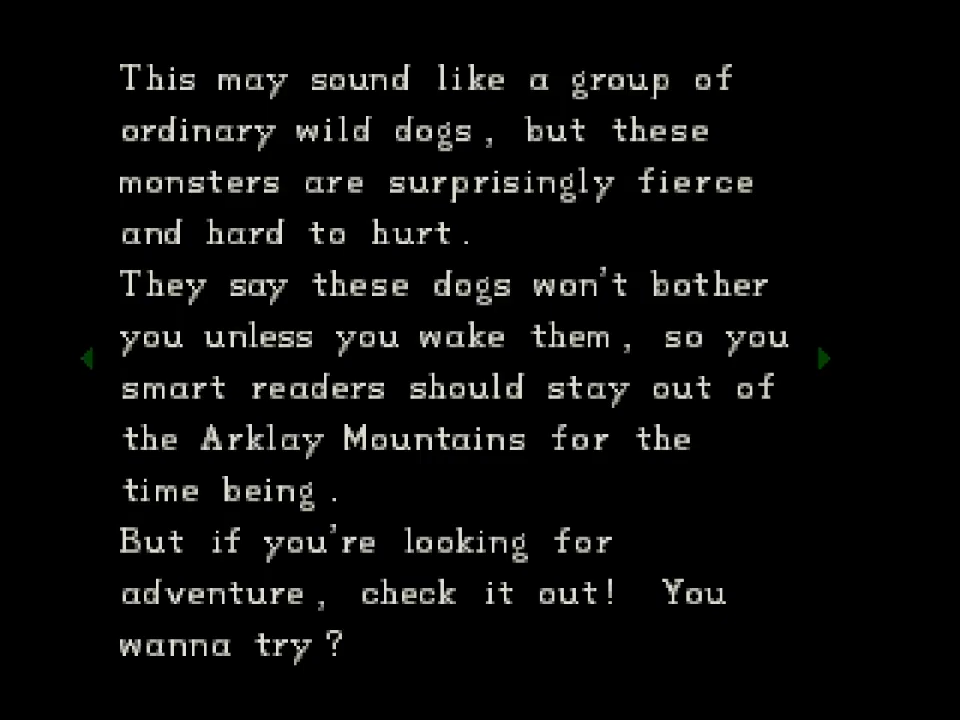 This may sound like a group of
ordinary wild dogs, but these
monsters are surprisingly fierce
and hard to hurt.
They say these dogs won't bother
you unless you wake them, so you
smart readers should stay out of
the Arklay Mountains for the
time being.
But if you're looking for
adventure, check it out! You
wanna try?